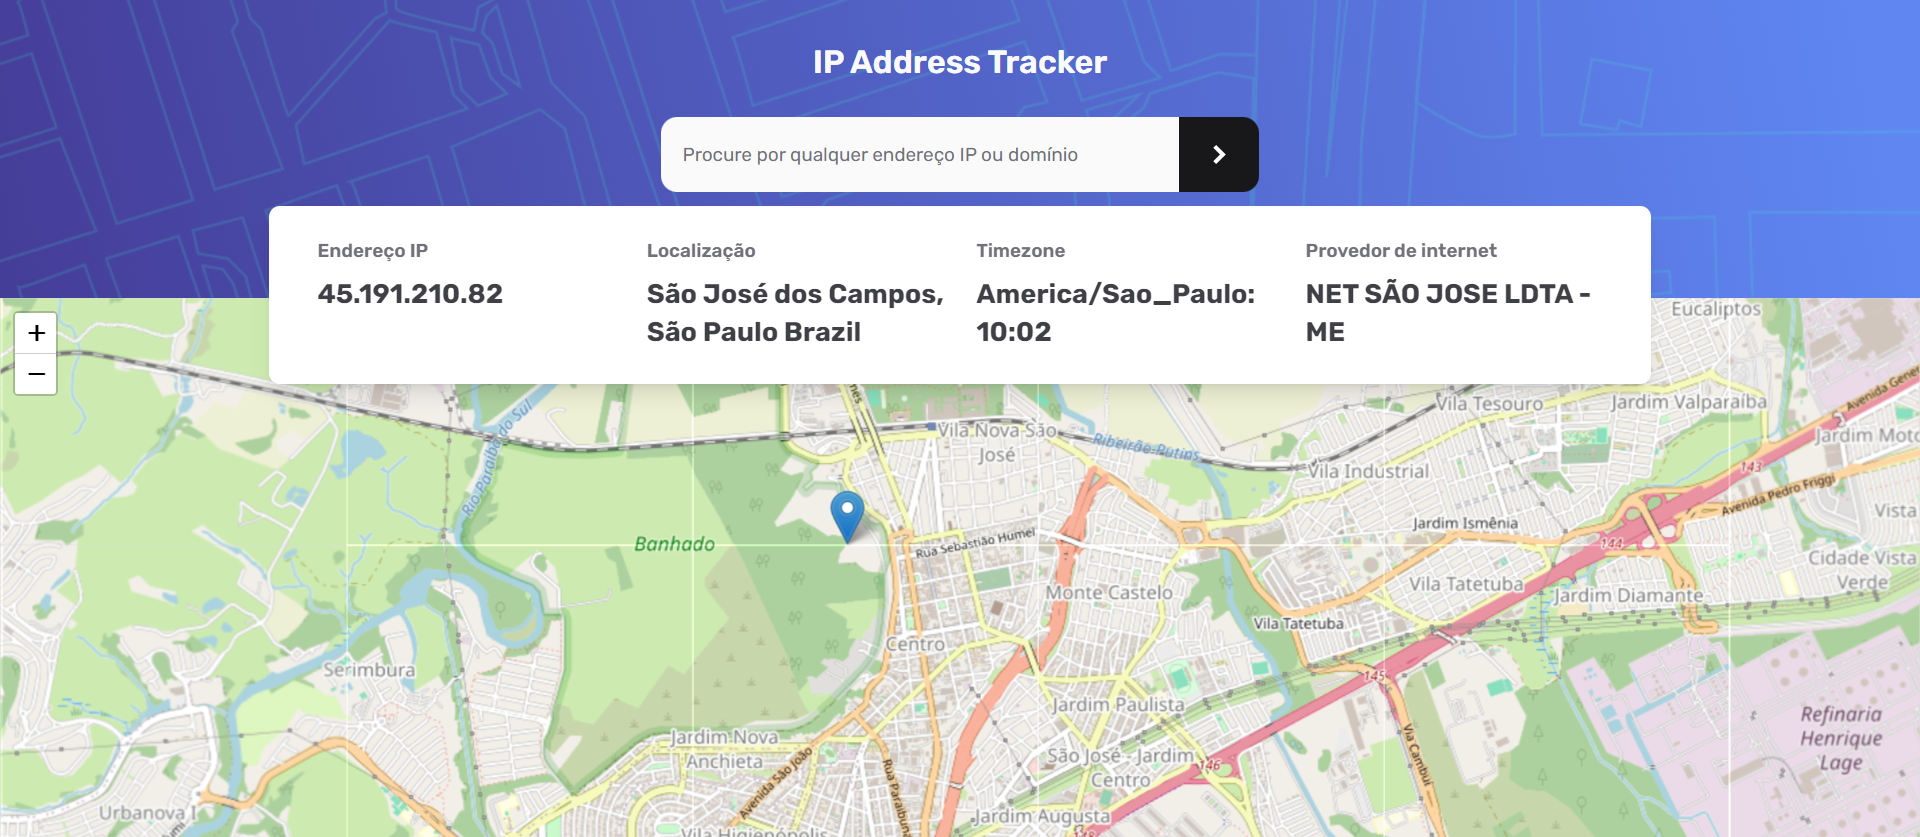 IP Address Tracker
Procure por qualquer endereço IP ou domínio
Endereço IP
45.191.210.82
Localização
São José dos Campos,
São Paulo Brazil
Timezone
America/Sao_Paulo:
10:02
Provedor de internet
NET SÃO JOSE LDTA -
ME
+
−
Eucaliptos
Vila Tesouro
Jardim Valparaíba
Avenida Gener
Rio Paraíba do Sul
Vila Nova São
José
Ribeirão Putins
Jardim Moto
Vila Industrial
143
Avenida Pedro Friggi
Vista
Jardim Ismênia
Banhado
Rua Sebastião Humel
144
Cidade Vista
Verde
Monte Castelo
Vila Tatetuba
Jardim Diamante
Vila Tatetuba
Centro
Serimbura
145
Jardim Paulista
Refinaria
Henrique
Lage
Jardim Nova
Anchieta
São José - Jardim
Centro
146
Via Cambuí
Avenida São João
Rua Paraibuna
Urbanova I
Jardim Augusta
Vila Higienópolis